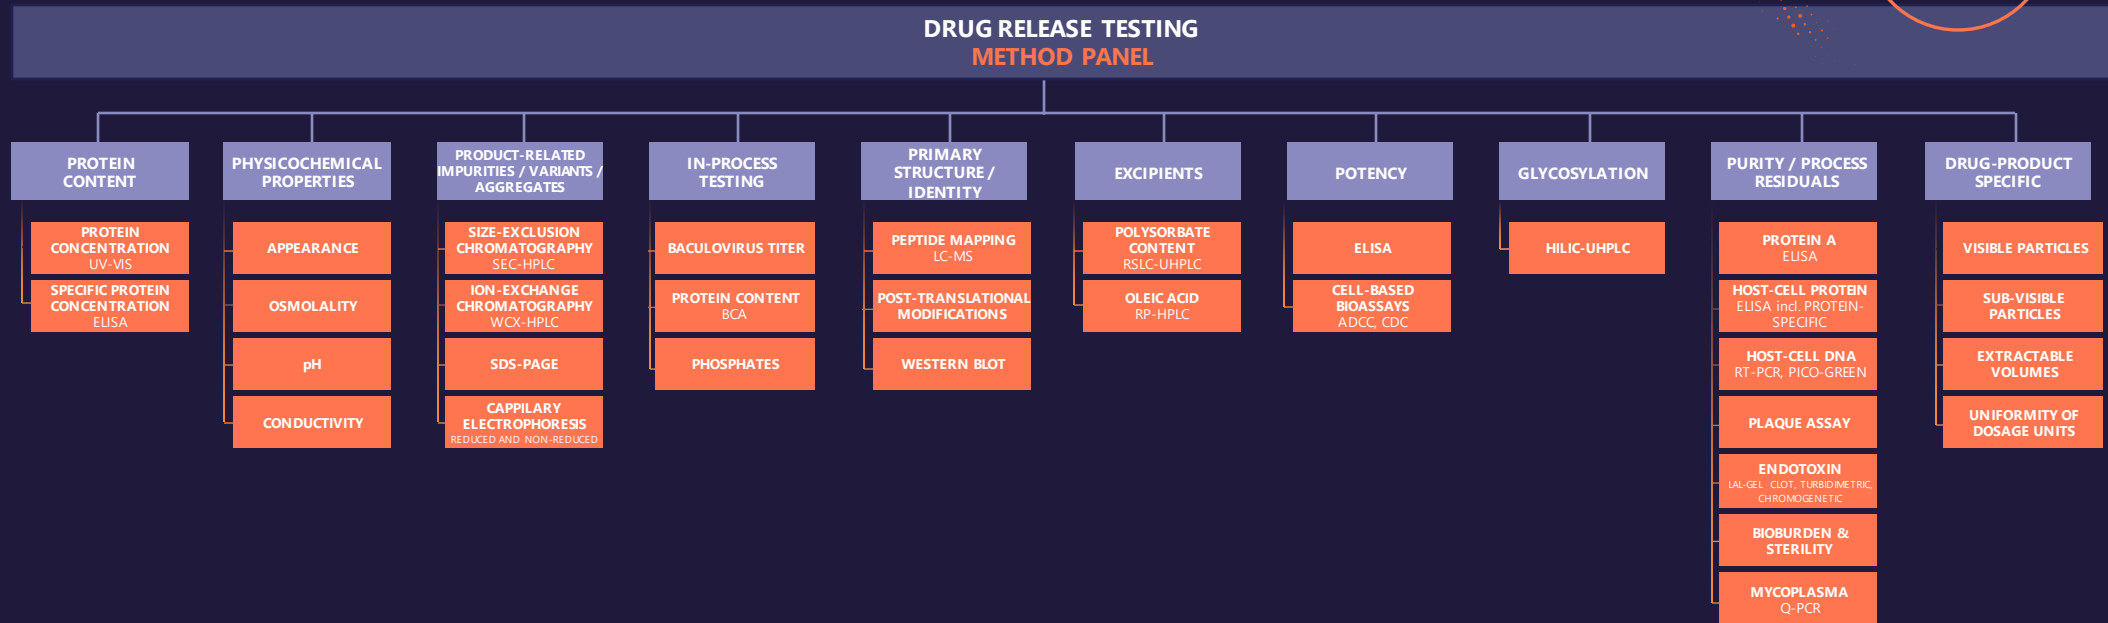 DRUG RELEASE TESTING
METHOD PANEL
PROTEIN
CONTENT
PROTEIN
CONCENTRATION
UV-VIS
SPECIFIC PROTEIN
CONCENTRATION
ELISA
PHYSICOCHEMICAL
PROPERTIES
APPEARANCE
OSMOLALITY
pH
CONDUCTIVITY
PRODUCT-RELATED
IMPURITIES / VARIANTS /
AGGREGATES
SIZE-EXCLUSION
CHROMATOGRAPHY
SEC-HPLC
ION-EXCHANGE
CHROMATOGRAPHY
WCX-HPLC
SDS-PAGE
CAPPILARY
ELECTROPHORESIS
REDUCED AND NON-REDUCED
IN-PROCESS
TESTING
BACULOVIRUS TITER
PROTEIN CONTENT
BCA
PHOSPHATES
PRIMARY
STRUCTURE /
IDENTITY
PEPTIDE MAPPING
LC-MS
POST-TRANSLATIONAL
MODIFICATIONS
WESTERN BLOT
EXCIPIENTS
POLYSORBATE
CONTENT
RSLC-UHPLC
OLEIC ACID
RP-HPLC
POTENCY
ELISA
CELL-BASED
BIOASSAYS
ADCC, CDC
GLYCOSYLATION
HILIC-UHPLC
PURITY / PROCESS
RESIDUALS
PROTEIN A
ELISA
HOST-CELL PROTEIN
ELISA incl. PROTEIN-
SPECIFIC
HOST-CELL DNA
RT-PCR, PICO-GREEN
PLAQUE ASSAY
ENDOTOXIN
LAL-GEL CLOT, TURBIDIMETRIC,
CHROMOGENETIC
BIOBURDEN &
STERILITY
MYCOPLASMA
Q-PCR
DRUG-PRODUCT
SPECIFIC
VISIBLE PARTICLES
SUB-VISIBLE
PARTICLES
EXTRACTABLE
VOLUMES
UNIFORMITY OF
DOSAGE UNITS